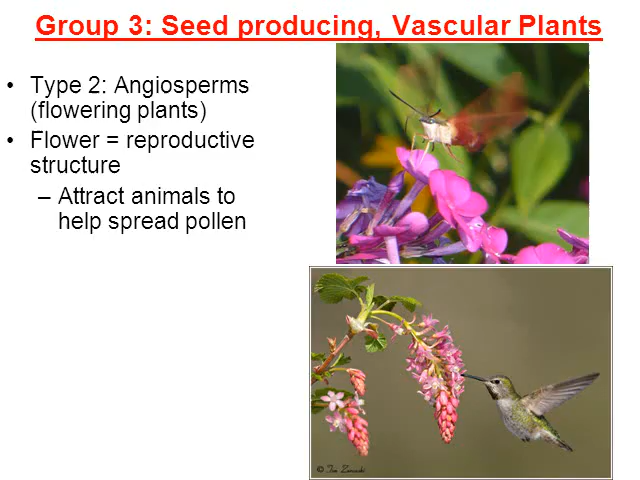 Group 3: Seed producing, Vascular Plants
• Type 2: Angiosperms
(flowering plants)
• Flower = reproductive
structure
– Attract animals to
help spread pollen